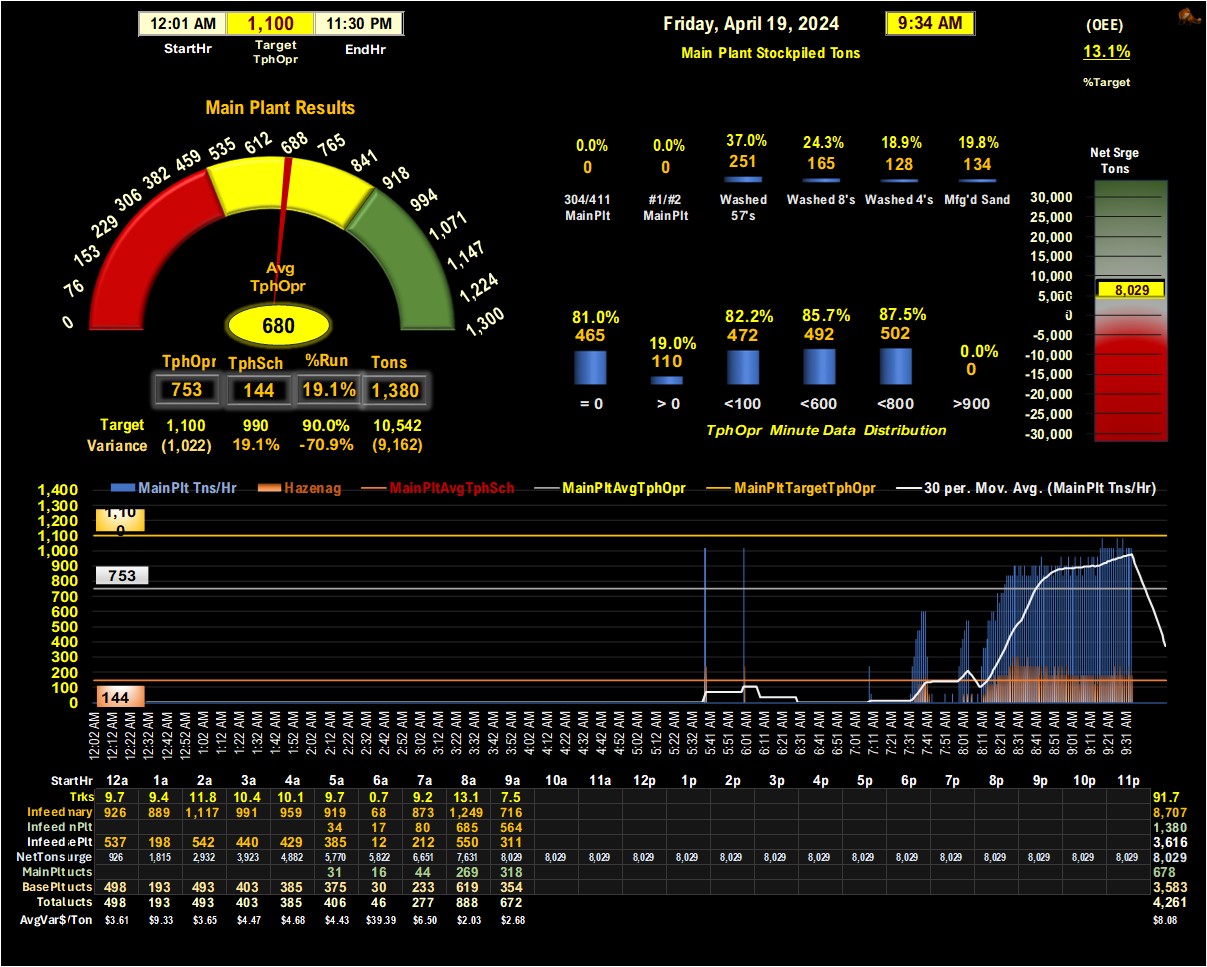 12:01 AM 1,100 11:30 PM
StartHr Target TphOpr EndHr
Friday, April 19, 2024 9:34 AM
Main Plant Stockpiled Tons
(OEE)
13.1%
%Target
Main Plant Results
0 76 153 229 306 382 459 535 612 688 765 841 918 994 1,071 1,147 1,224 1,300
Avg
TphOpr
680
TphOpr TphSch %Run Tons
753 144 19.1% 1,380
Target 1,100 990 90.0% 10,542
Variance (1,022) 19.1% -70.9% (9,162)
0.0% 0.0% 37.0% 24.3% 18.9% 19.8%
0 0 251 165 128 134
304/411 #1/#2 Washed Washed 8's Washed 4's Mfg'd Sand
MainPlt MainPlt 57's
81.0% 19.0% 82.2% 85.7% 87.5% 0.0%
465 110 472 492 502 0
= 0 > 0 <100 <600 <800 >900
TphOpr Minute Data Distribution
Net Srge
Tons
30,000
25,000
20,000
15,000
10,000
5,000
8,029
0
-5,000
-10,000
-15,000
-20,000
-25,000
-30,000
MainPlt Tns/Hr Hazenag MainPltAvgTphSch MainPltAvgTphOpr MainPltTargetTphOpr 30 per. Mov. Avg. (MainPlt Tns/Hr)
1,400
1,300
1,200
1,100
1,000
900
800
700
600
500
400
300
200
100
0
1,100
753
144
12:02 AM 12:12 AM 12:22 AM 12:32 AM 12:42 AM 12:52 AM 1:02 AM 1:12 AM 1:22 AM 1:32 AM 1:42 AM 1:52 AM 2:02 AM 2:12 AM 2:22 AM 2:32 AM 2:42 AM 2:52 AM 3:02 AM 3:12 AM 3:22 AM 3:32 AM 3:42 AM 3:52 AM 4:02 AM 4:12 AM 4:22 AM 4:32 AM 4:42 AM 4:52 AM 5:02 AM 5:12 AM 5:22 AM 5:32 AM 5:41 AM 5:51 AM 6:01 AM 6:11 AM 6:21 AM 6:31 AM 6:41 AM 6:51 AM 7:01 AM 7:11 AM 7:21 AM 7:31 AM 7:41 AM 7:51 AM 8:01 AM 8:11 AM 8:21 AM 8:31 AM 8:41 AM 8:51 AM 9:01 AM 9:11 AM 9:21 AM 9:31 AM
StartHr 12a 1a 2a 3a 4a 5a 6a 7a 8a 9a 10a 11a 12p 1p 2p 3p 4p 5p 6p 7p 8p 9p 10p 11p
Trks 9.7 9.4 11.8 10.4 10.1 9.7 0.7 9.2 13.1 7.5 91.7
Infeed mary 926 889 1,117 991 959 919 68 873 1,249 716 8,707
Infeed nPlt 34 17 80 685 564 1,380
Infeed ePlt 537 198 542 440 429 385 12 212 550 311 3,616
NetTons urge 926 1,815 2,932 3,923 4,882 5,770 5,822 6,651 7,631 8,029 8,029 8,029 8,029 8,029 8,029 8,029 8,029 8,029 8,029 8,029 8,029 8,029 8,029 8,029 8,029
MainPlt ucts 31 16 44 269 318 678
BasePlt ucts 498 193 493 403 385 375 30 233 619 354 3,583
Total ucts 498 193 493 403 385 406 46 277 888 672 4,261
AvgVar$/Ton $3.61 $9.33 $3.65 $4.47 $4.68 $4.43 $39.39 $6.50 $2.03 $2.68 $8.08